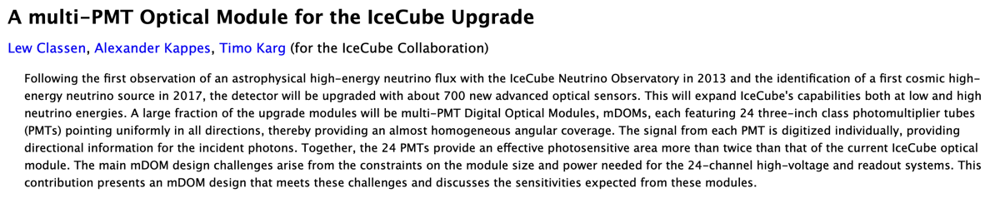 A multi-PMT Optical Module for the IceCube Upgrade
Lew Classen, Alexander Kappes, Timo Karg (for the IceCube Collaboration)
Following the first observation of an astrophysical high-energy neutrino flux with the IceCube Neutrino Observatory in 2013 and the identification of a first cosmic high-
energy neutrino source in 2017, the detector will be upgraded with about 700 new advanced optical sensors. This will expand IceCube's capabilities both at low and high
neutrino energies. A large fraction of the upgrade modules will be multi-PMT Digital Optical Modules, mDOMs, each featuring 24 three-inch class photomultiplier tubes
(PMTs) pointing uniformly in all directions, thereby providing an almost homogeneous angular coverage. The signal from each PMT is digitized individually, providing
directional information for the incident photons. Together, the 24 PMTs provide an effective photosensitive area more than twice than that of the current IceCube optical
module. The main mDOM design challenges arise from the constraints on the module size and power needed for the 24-channel high-voltage and readout systems. This
contribution presents an mDOM design that meets these challenges and discusses the sensitivities expected from these modules.